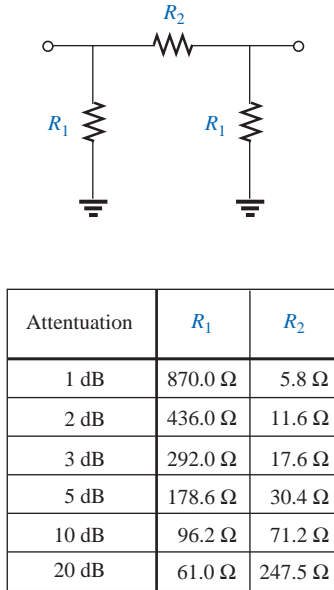 R2
R1 R1
Attentuation R1 R2
1 dB 870.0 Ω 5.8 Ω
2 dB 436.0 Ω 11.6 Ω
3 dB 292.0 Ω 17.6 Ω
5 dB 178.6 Ω 30.4 Ω
10 dB 96.2 Ω 71.2 Ω
20 dB 61.0 Ω 247.5 Ω